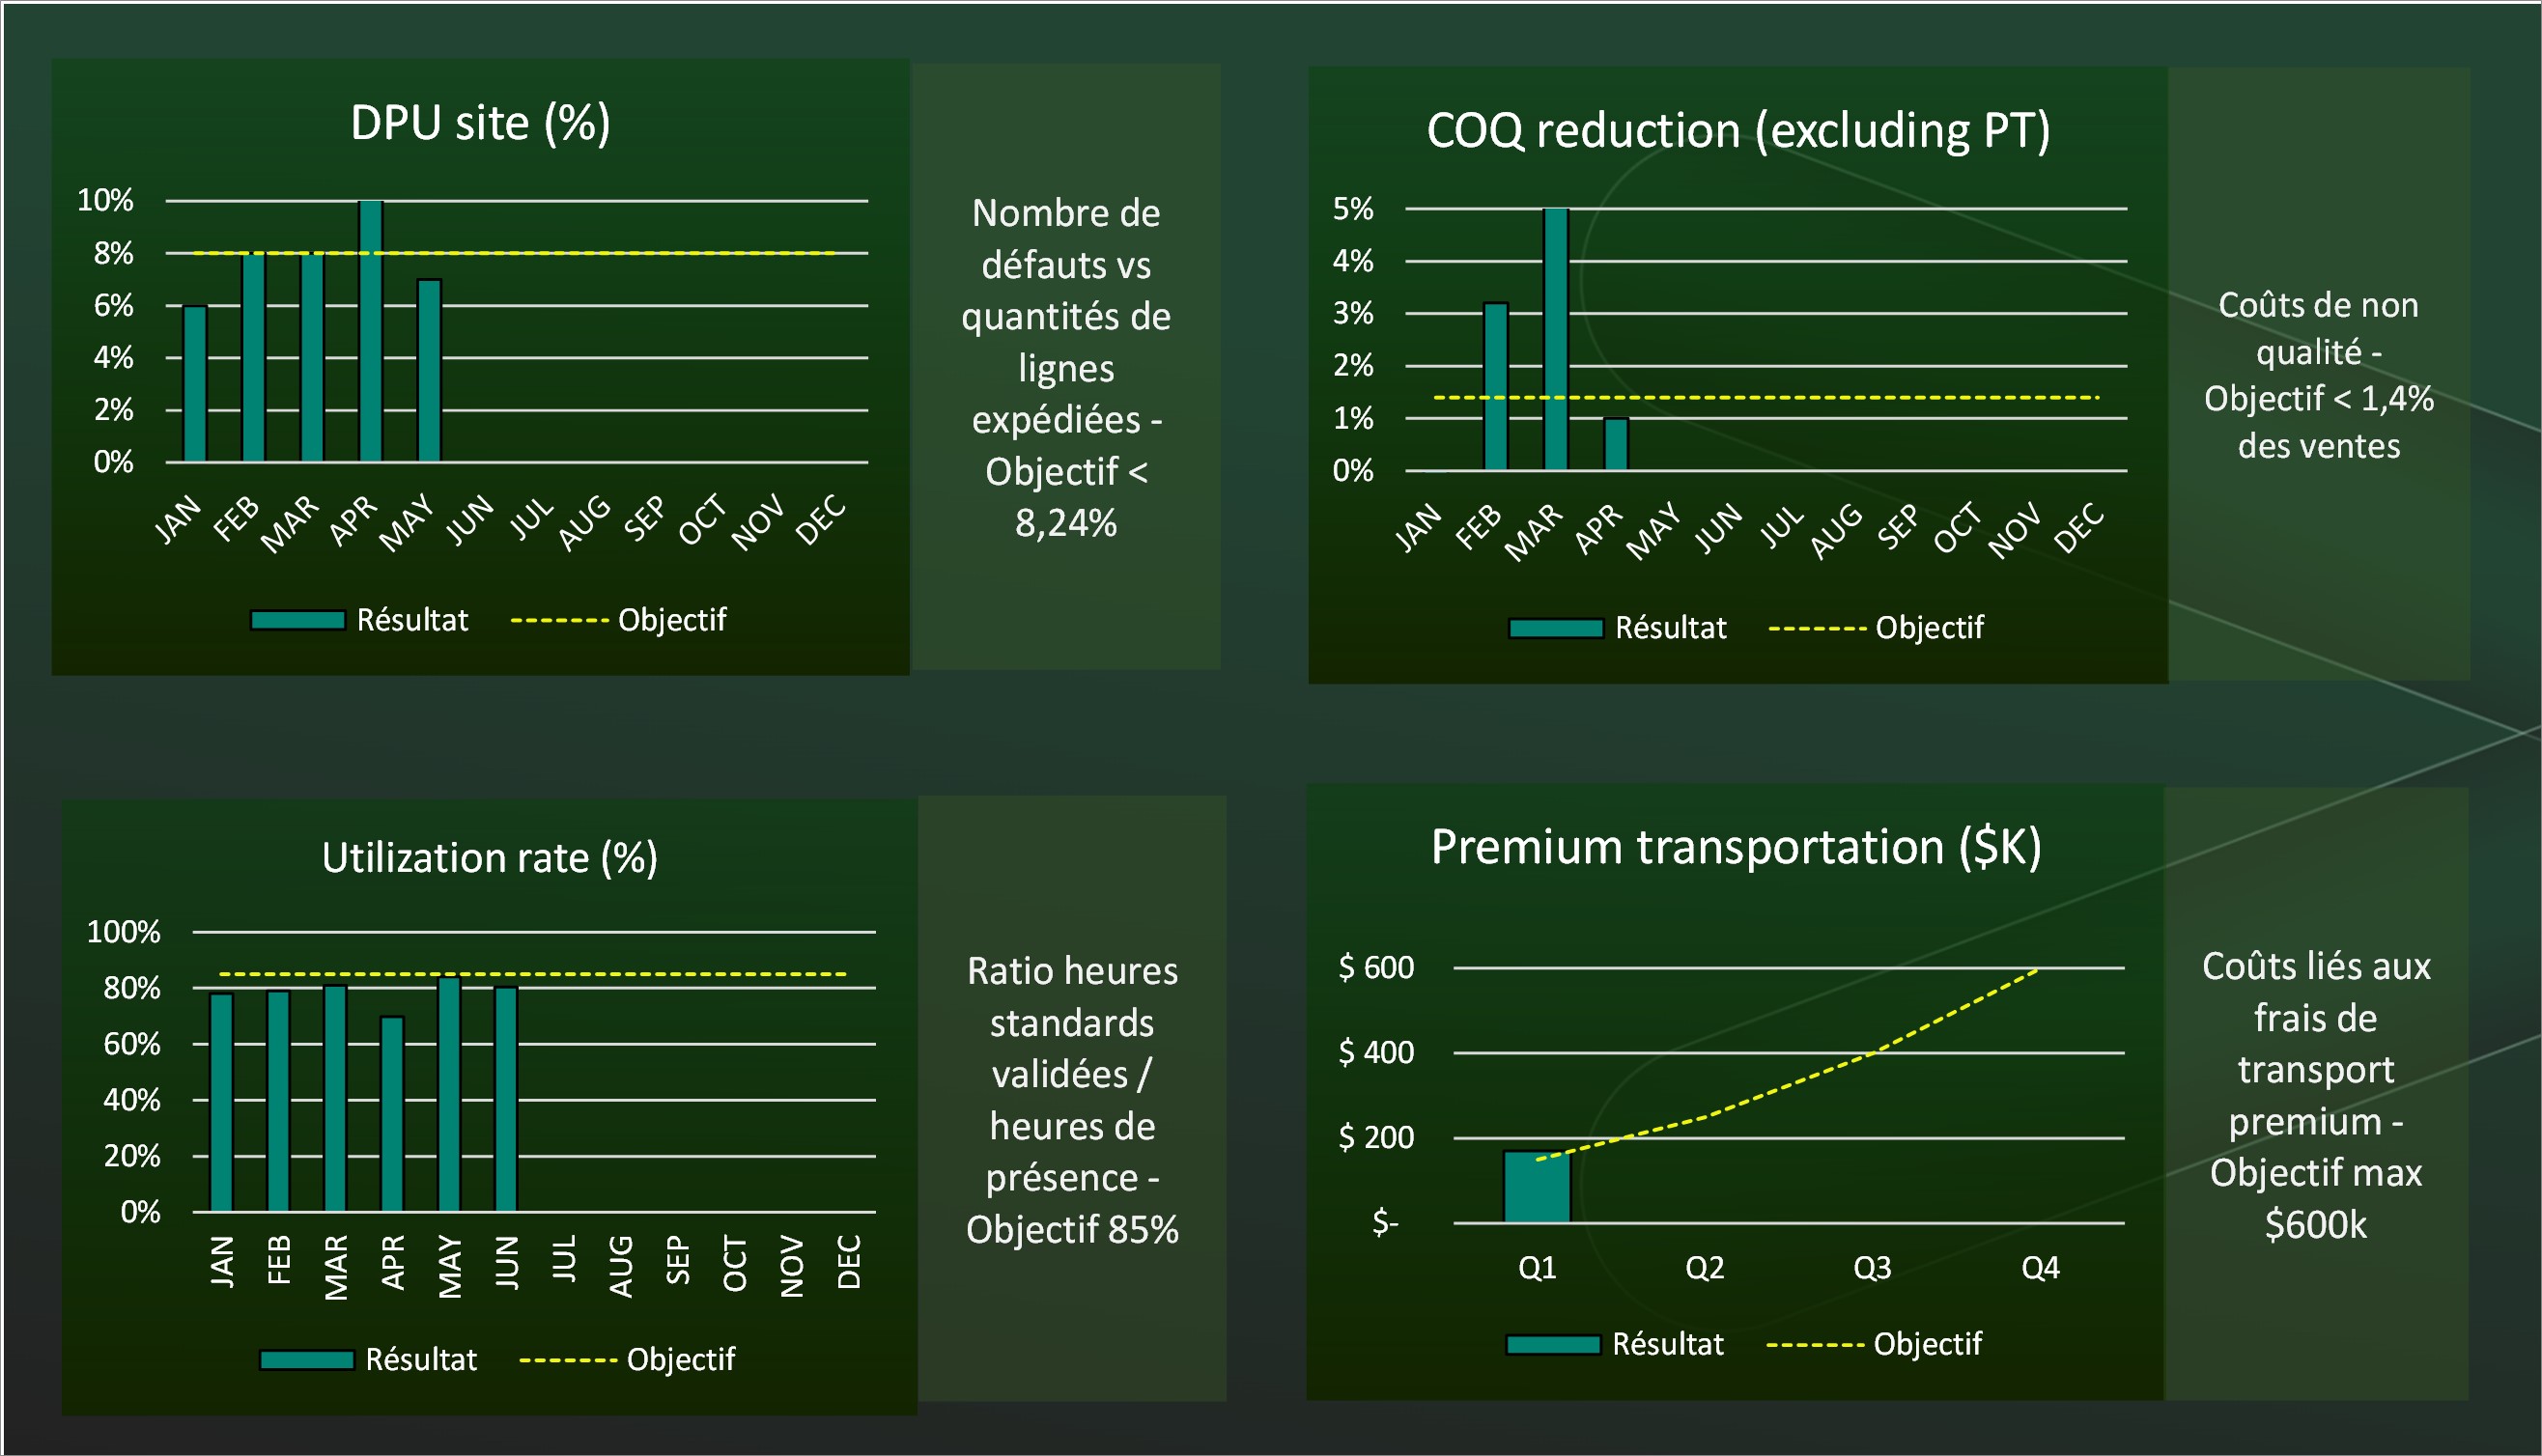 DPU site (%)
10%
8%
6%
4%
2%
0%
JAN FEB MAR APR MAY JUN JUL AUG SEP OCT NOV DEC
Résultat Objectif
Nombre de
défauts vs
quantités de
lignes
expédiées -
Objectif <
8,24%
COQ reduction (excluding PT)
5%
4%
3%
2%
1%
0%
JAN FEB MAR APR MAY JUN JUL AUG SEP OCT NOV DEC
Résultat Objectif
Coûts de non
qualité -
Objectif < 1,4%
des ventes
Utilization rate (%)
100%
80%
60%
40%
20%
0%
JAN FEB MAR APR MAY JUN JUL AUG SEP OCT NOV DEC
Résultat Objectif
Ratio heures
standards
validées /
heures de
présence -
Objectif 85%
Premium transportation ($K)
$ 600
$ 400
$ 200
$-
Q1 Q2 Q3 Q4
Résultat Objectif
Coûts liés aux
frais de
transport
premium -
Objectif max
$600k